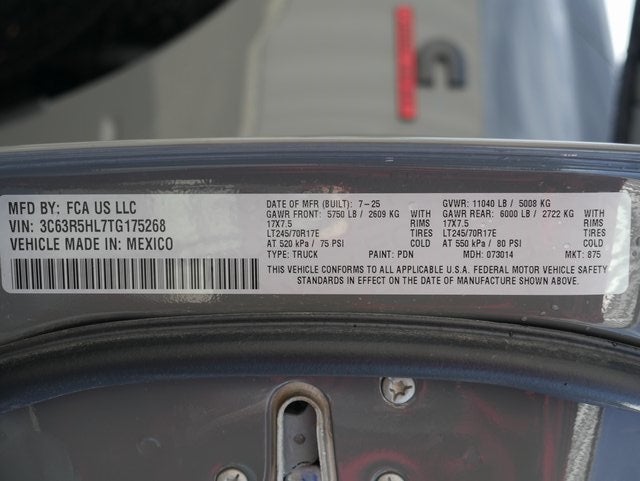 MFD BY: FCA US LLC
VIN: 3C63R5HL7TG175268
VEHICLE MADE IN: MEXICO
DATE OF MFR (BUILT): 7-25
GAWR FRONT: 5750 LB / 2609 KG WITH
17X7.5 RIMS
LT245/70R17E TIRES
AT 520 kPa / 75 PSI COLD
TYPE: TRUCK PAINT: PDN
GVWR: 11040 LB / 5008 KG
GAWR REAR: 6000 LB / 2722 KG WITH
17X7.5 RIMS
LT245/70R17E TIRES
AT 550 kPa / 80 PSI COLD
MDH: 073014 MKT: 875
THIS VEHICLE CONFORMS TO ALL APPLICABLE U.S.A. FEDERAL MOTOR VEHICLE SAFETY
STANDARDS IN EFFECT ON THE DATE OF MANUFACTURE SHOWN ABOVE.